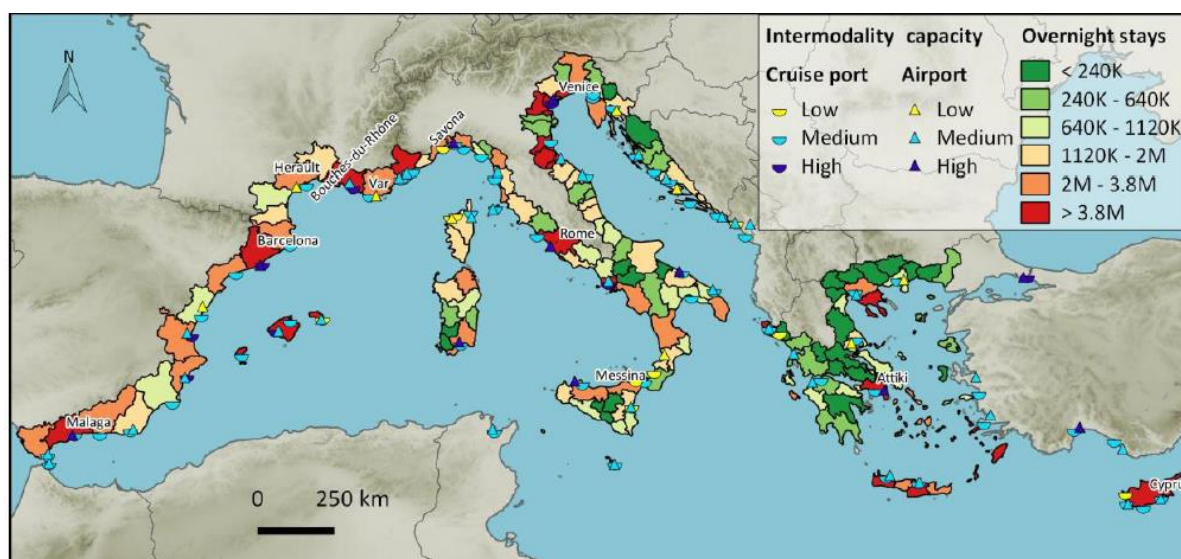 Intermodality capacity
Overnight stays
Cruise port
Airport
Low
Medium
High
Low
Medium
High
< 240K
240K - 640K
640K - 1120K
1120K - 2M
2M - 3.8M
> 3.8M
N
Venice
Savona
Bouches-du-Rhône
Herault
Var
Barcelona
Rome
Messina
Attiki
Malaga
Cypru
0 250 km